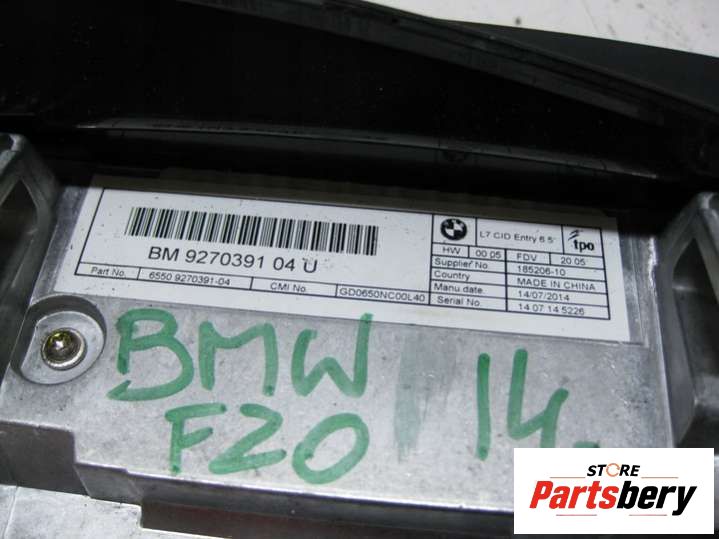 BM 9270391 04 U
Part No. 6550 9270391-04 CMI No. GD0650NC00L40
L7 CID Entry 6.5" tpo
HW 00 05 FDV 20 05
Supplier No. 185206-10
Country MADE IN CHINA
Manu date. 14/07/2014
Serial No. 14 07 14 5226
BMW 14.
F20
STORE
Partsbery